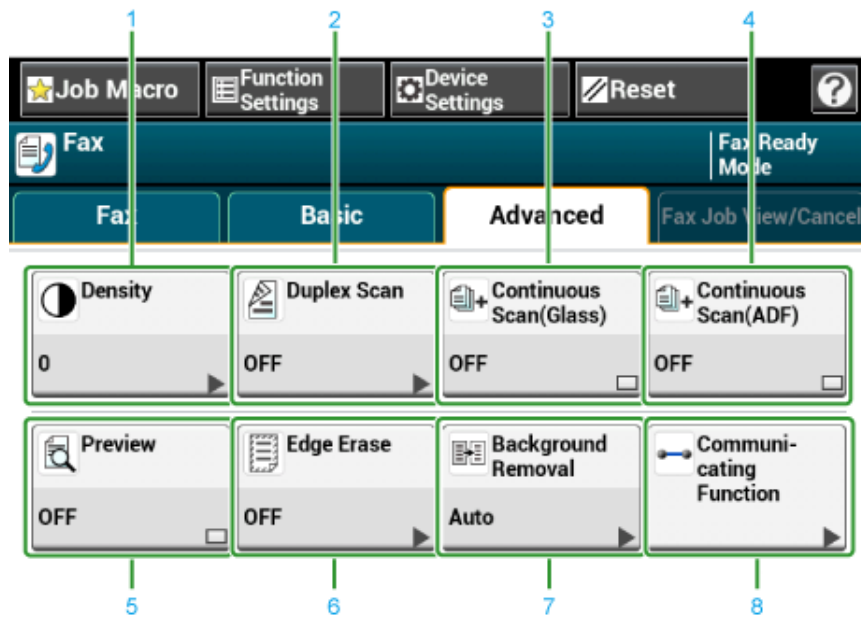 1 2 3 4
Job Macro
Function
Settings
Device
Settings
Reset
?
Fax
Fax Ready
Mode
Fax Basic Advanced Fax Job View/Cancel
Density
0
Duplex Scan
OFF
Continuous
Scan(Glass)
OFF
Continuous
Scan(ADF)
OFF
Preview
OFF
Edge Erase
OFF
Background
Removal
Auto
Communi-
cating
Function
5 6 7 8